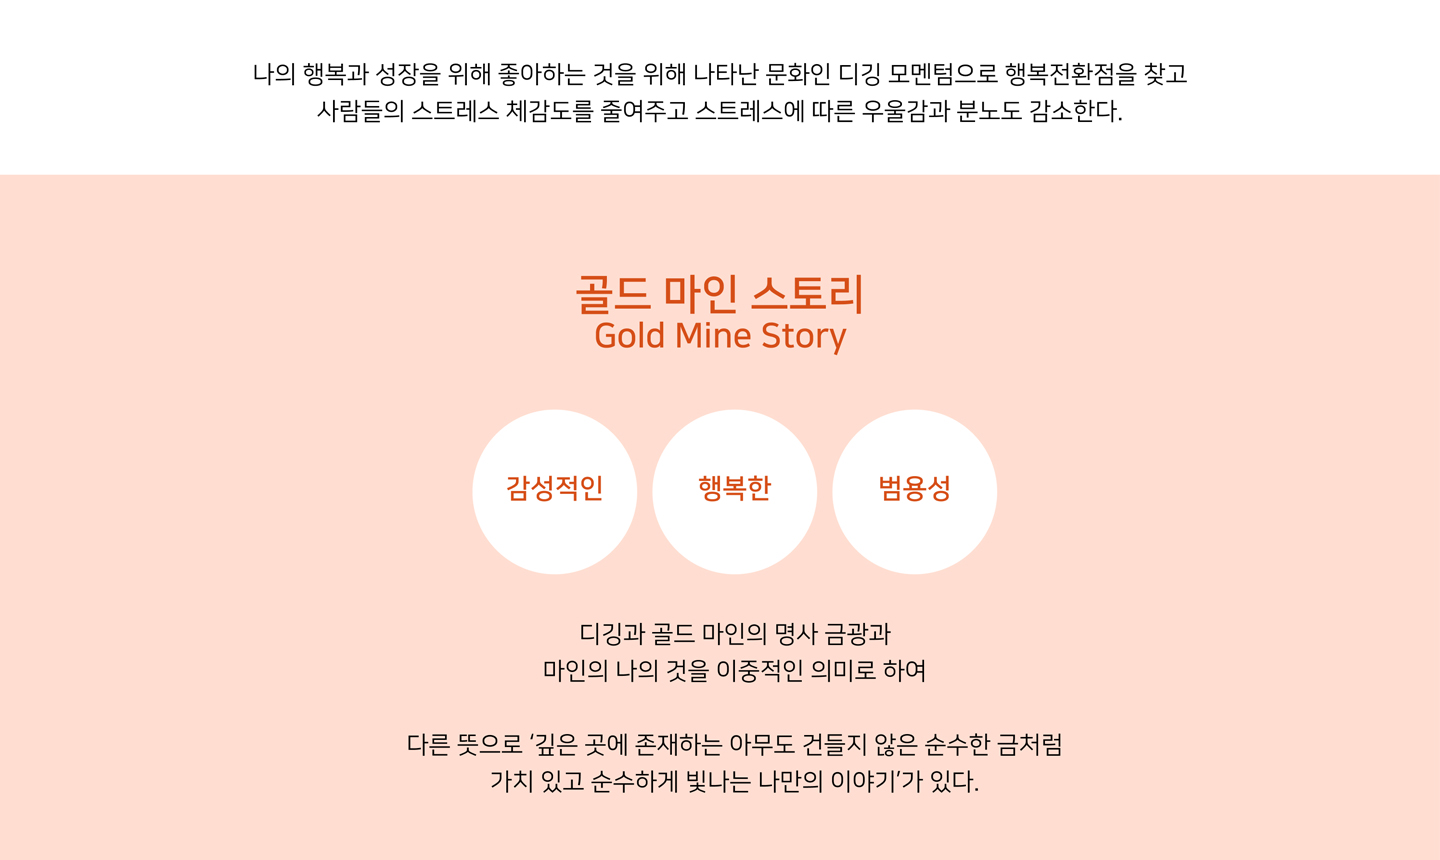 나의 행복과 성장을 위해 좋아하는 것을 위해 나타난 문화인 디깅 모멘텀으로 행복전환점을 찾고
사람들의 스트레스 체감도를 줄여주고 스트레스에 따른 우울감과 분노도 감소한다.
골드 마인 스토리
Gold Mine Story
감성적인
행복한
범용성
디깅과 골드 마인의 명사 금광과
마인의 나의 것을 이중적인 의미로 하여
다른 뜻으로 ‘깊은 곳에 존재하는 아무도 건들지 않은 순수한 금처럼
가치 있고 순수하게 빛나는 나만의 이야기’가 있다.